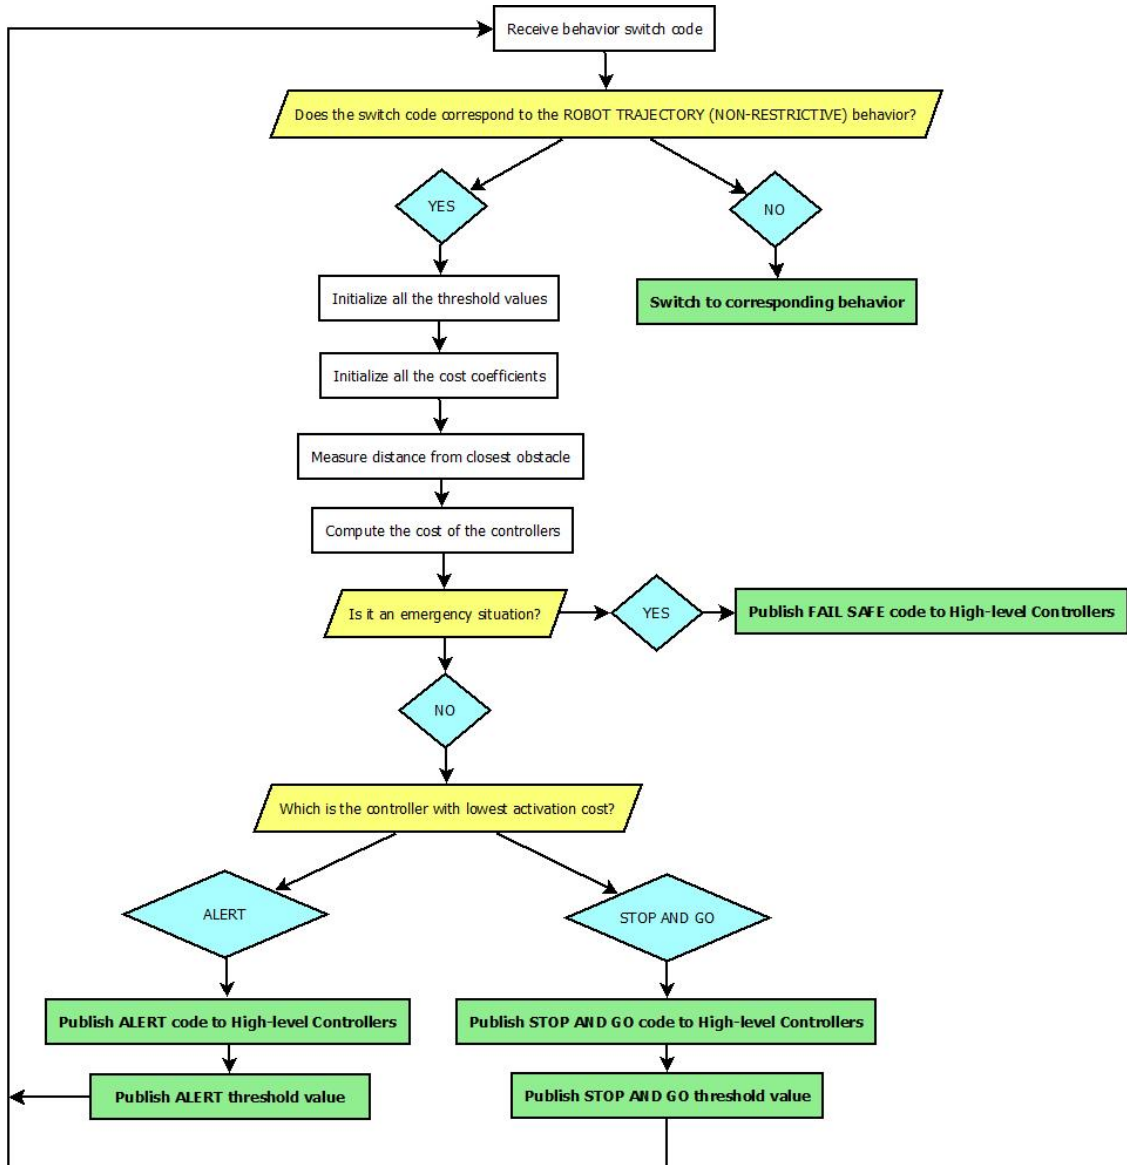 Receive behavior switch code
Does the switch code correspond to the ROBOT TRAJECTORY (NON-RESTRICTIVE) behavior?
YES
NO
Initialize all the threshold values
Switch to corresponding behavior
Initialize all the cost coefficients
Measure distance from closest obstacle
Compute the cost of the controllers
Is it an emergency situation?
YES
Publish FAIL SAFE code to High-level Controllers
NO
Which is the controller with lowest activation cost?
ALERT
STOP AND GO
Publish ALERT code to High-level Controllers
Publish STOP AND GO code to High-level Controllers
Publish ALERT threshold value
Publish STOP AND GO threshold value